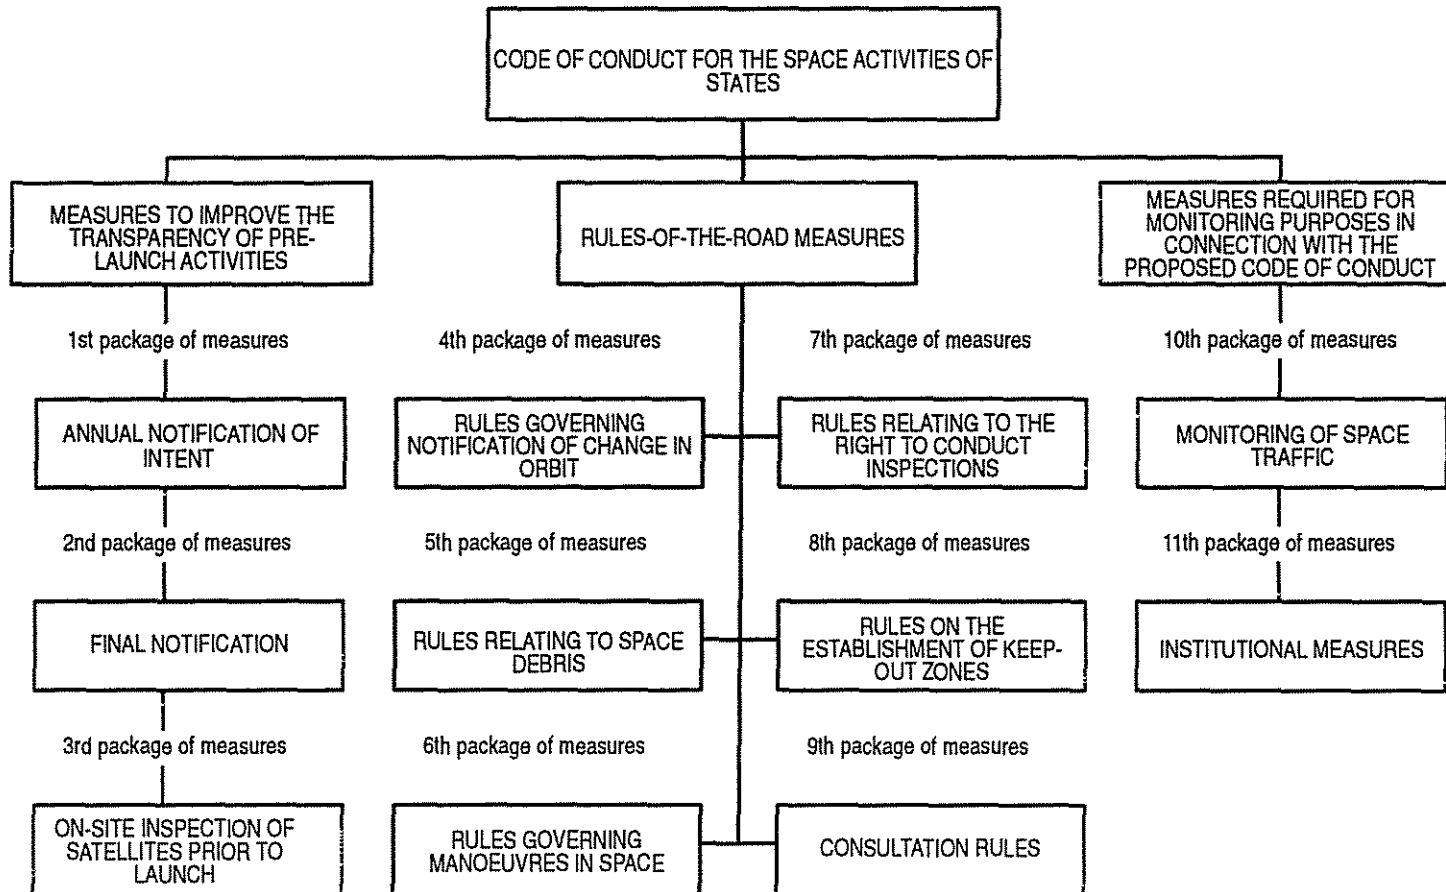 CODE OF CONDUCT FOR THE SPACE ACTIVITIES OF
STATES
MEASURES TO IMPROVE THE
TRANSPARENCY OF PRE-
LAUNCH ACTIVITIES
RULES-OF-THE-ROAD MEASURES
MEASURES REQUIRED FOR
MONITORING PURPOSES IN
CONNECTION WITH THE
PROPOSED CODE OF CONDUCT
1st package of measures
4th package of measures
7th package of measures
10th package of measures
ANNUAL NOTIFICATION OF
INTENT
RULES GOVERNING
NOTIFICATION OF CHANGE IN
ORBIT
RULES RELATING TO THE
RIGHT TO CONDUCT
INSPECTIONS
MONITORING OF SPACE
TRAFFIC
2nd package of measures
5th package of measures
8th package of measures
11th package of measures
FINAL NOTIFICATION
RULES RELATING TO SPACE
DEBRIS
RULES ON THE
ESTABLISHMENT OF KEEP-
OUT ZONES
INSTITUTIONAL MEASURES
3rd package of measures
6th package of measures
9th package of measures
ON-SITE INSPECTION OF
SATELLITES PRIOR TO
LAUNCH
RULES GOVERNING
MANOEUVRES IN SPACE
CONSULTATION RULES